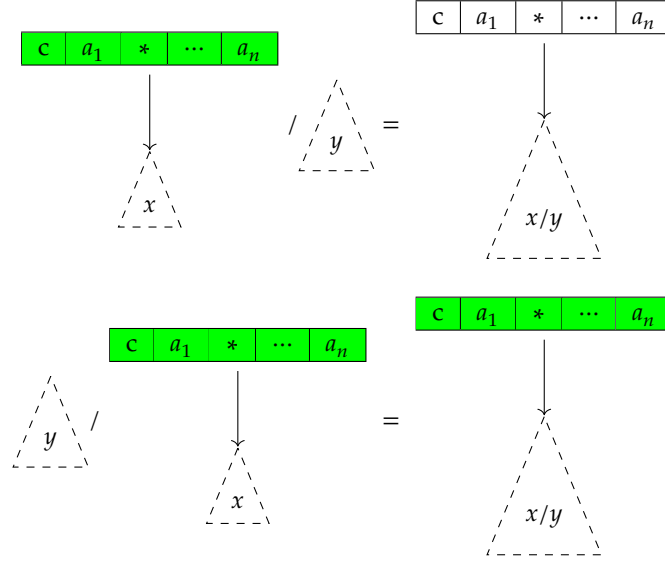 c a₁ * ⋯ aₙ
c a₁ * ⋯ aₙ
/ y =
x
x/y
c a₁ * ⋯ aₙ
c a₁ * ⋯ aₙ
y / =
x
x/y